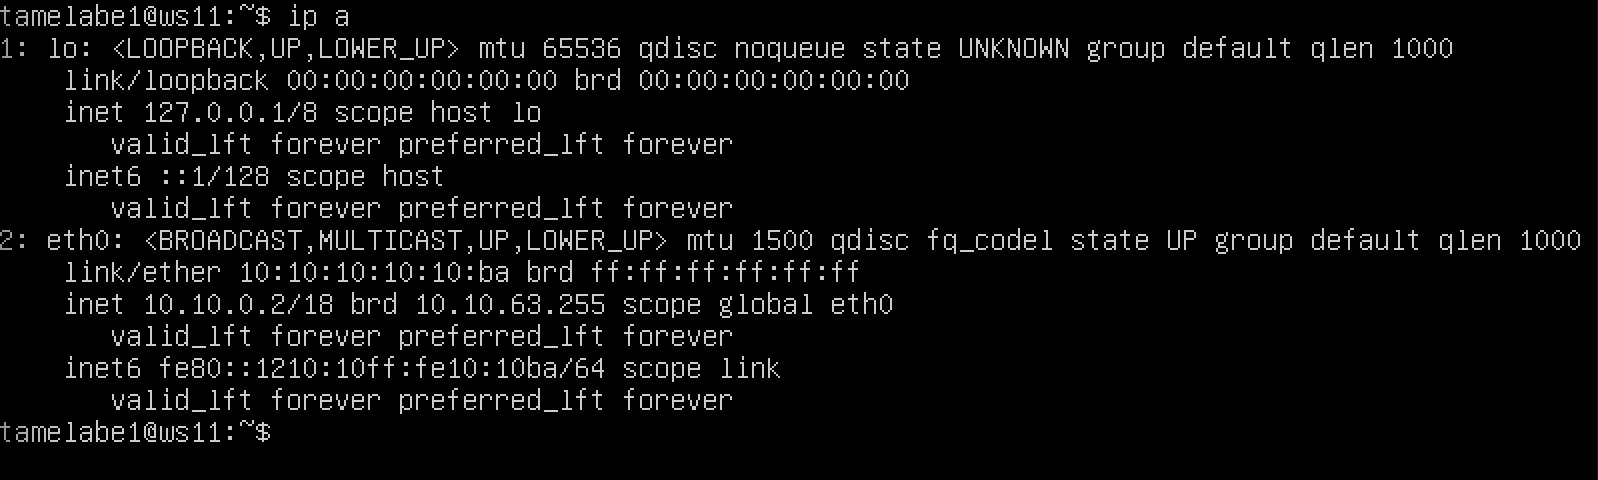 tamelabe1@ws11:~$ ip a
1: lo: <LOOPBACK,UP,LOWER_UP> mtu 65536 qdisc noqueue state UNKNOWN group default qlen 1000
    link/loopback 00:00:00:00:00:00 brd 00:00:00:00:00:00
    inet 127.0.0.1/8 scope host lo
       valid_lft forever preferred_lft forever
    inet6 ::1/128 scope host
       valid_lft forever preferred_lft forever
2: eth0: <BROADCAST,MULTICAST,UP,LOWER_UP> mtu 1500 qdisc fq_codel state UP group default qlen 1000
    link/ether 10:10:10:10:10:ba brd ff:ff:ff:ff:ff:ff
    inet 10.10.0.2/18 brd 10.10.63.255 scope global eth0
       valid_lft forever preferred_lft forever
    inet6 fe80::1210:10ff:fe10:10ba/64 scope link
       valid_lft forever preferred_lft forever
tamelabe1@ws11:~$